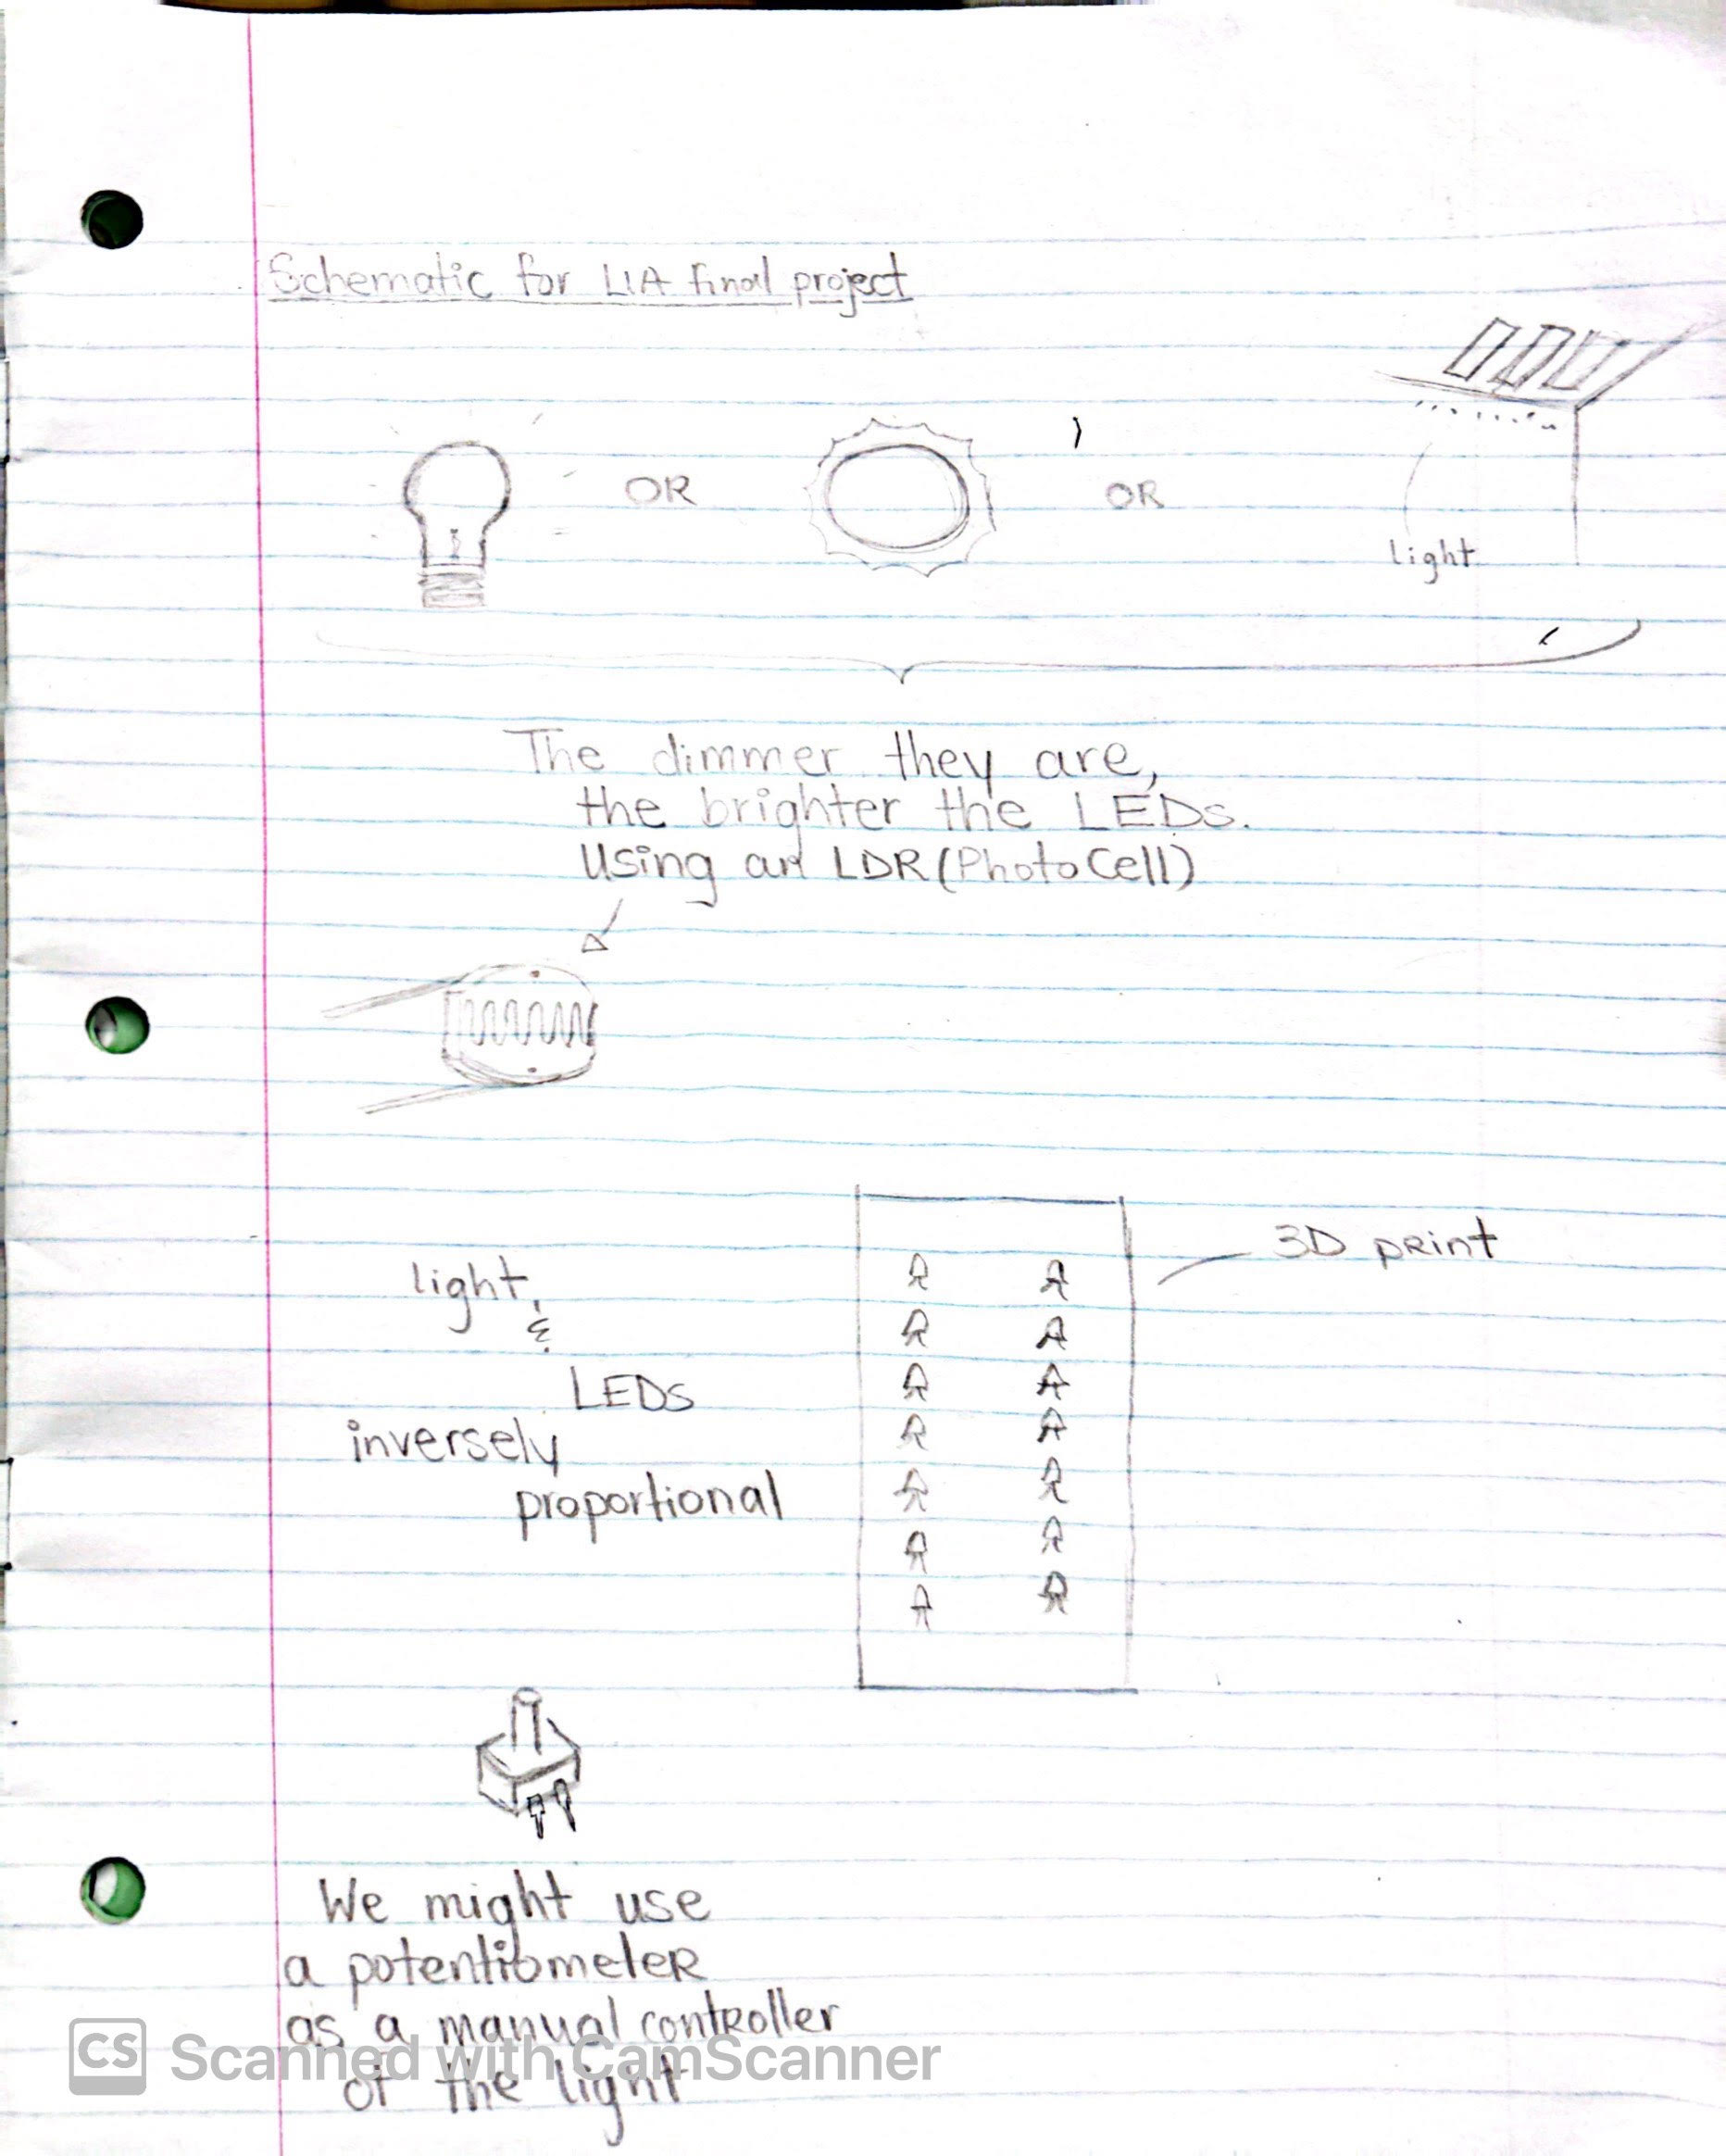 Schematic for LIA final project
OR
OR
light
The dimmer they are,
the brighter the LEDs.
Using an LDR (Photo Cell)
3D print
light
&
LEDs
inversely
proportional
We might use
a potentiometer
as a manual controller
of the light
CS Scanned with CamScanner